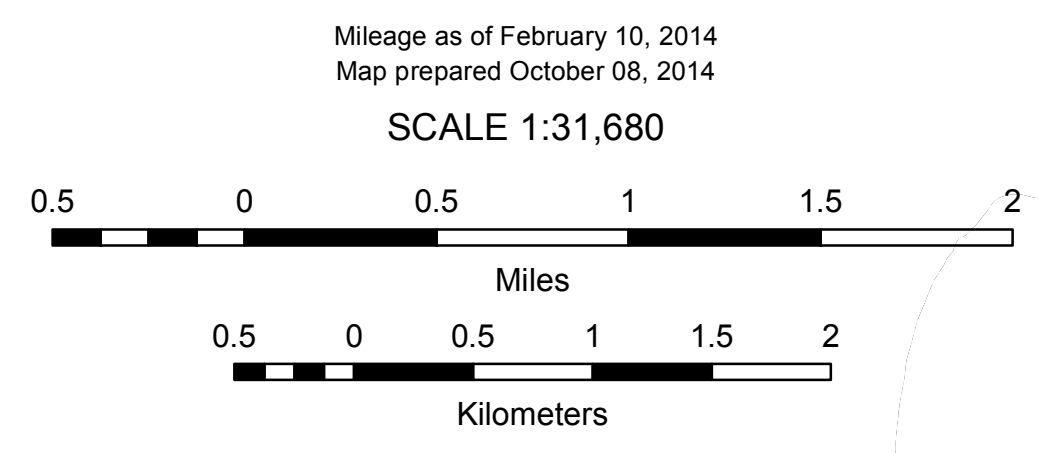 Mileage as of February 10, 2014
Map prepared October 08, 2014
SCALE 1:31,680
0.5 0 0.5 1 1.5 2
Miles
0.5 0 0.5 1 1.5 2
Kilometers